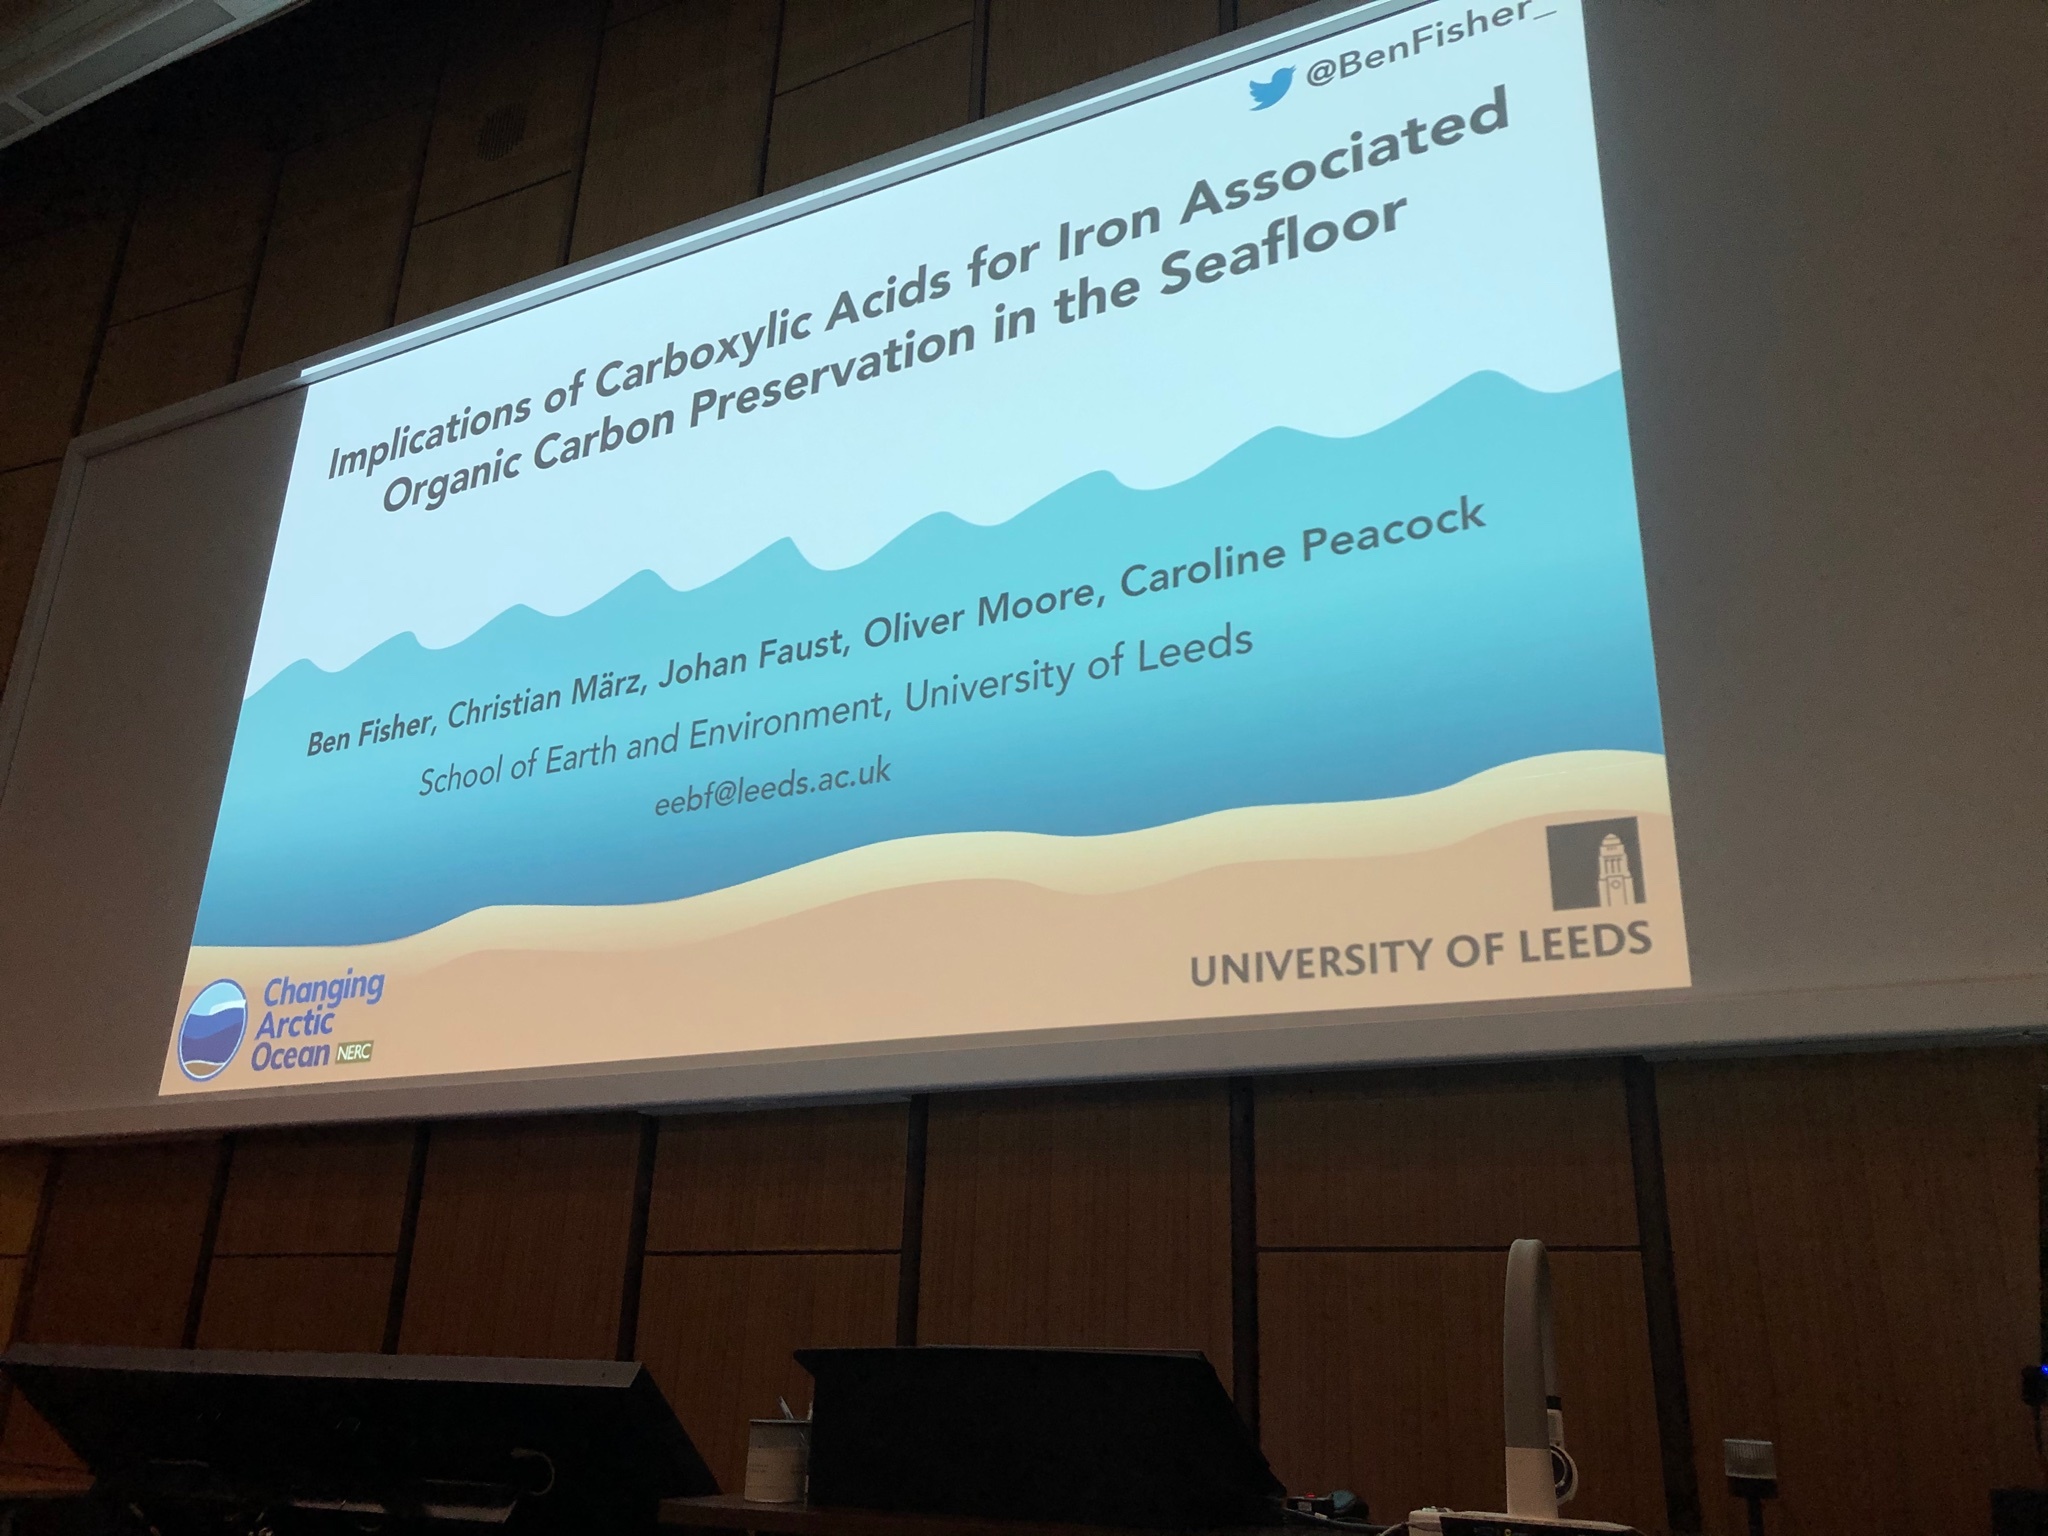 @BenFisher_
Implications of Carboxylic Acids for Iron Associated
Organic Carbon Preservation in the Seafloor
Ben Fisher, Christian März, Johan Faust, Oliver Moore, Caroline Peacock
School of Earth and Environment, University of Leeds
eebf@leeds.ac.uk
Changing
Arctic
Ocean NERC
UNIVERSITY OF LEEDS